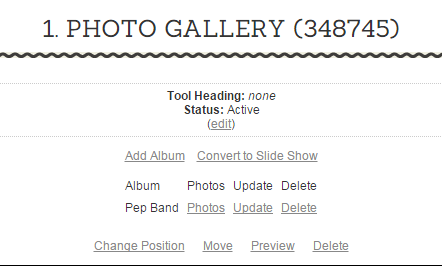 1. PHOTO GALLERY (348745)
Tool Heading: none
Status: Active
(edit)
Add Album Convert to Slide Show
Album Photos Update Delete
Pep Band Photos Update Delete
Change Position Move Preview Delete